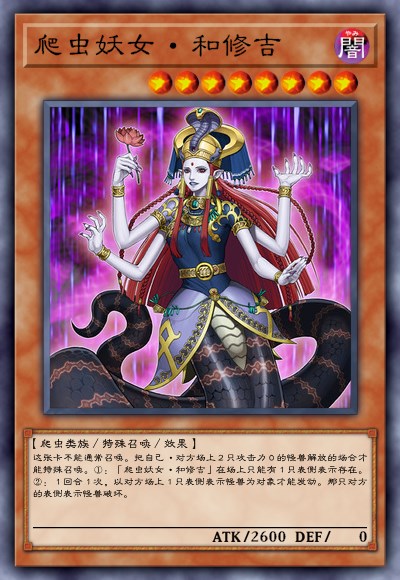 爬虫妖女・和修吉
やみ
闇
【爬虫类族／特殊召唤／效果】
这张卡不能通常召唤。把自己・对方场上2只攻击力0的怪兽解放的场合才
能特殊召唤。①：「爬虫妖女・和修吉」在场上只能有1只表侧表示存在。
②：1回合1次，以对方场上1只表侧表示怪兽为对象才能发动。那只对方
的表侧表示怪兽破坏。
ATK/2600 DEF/ 0